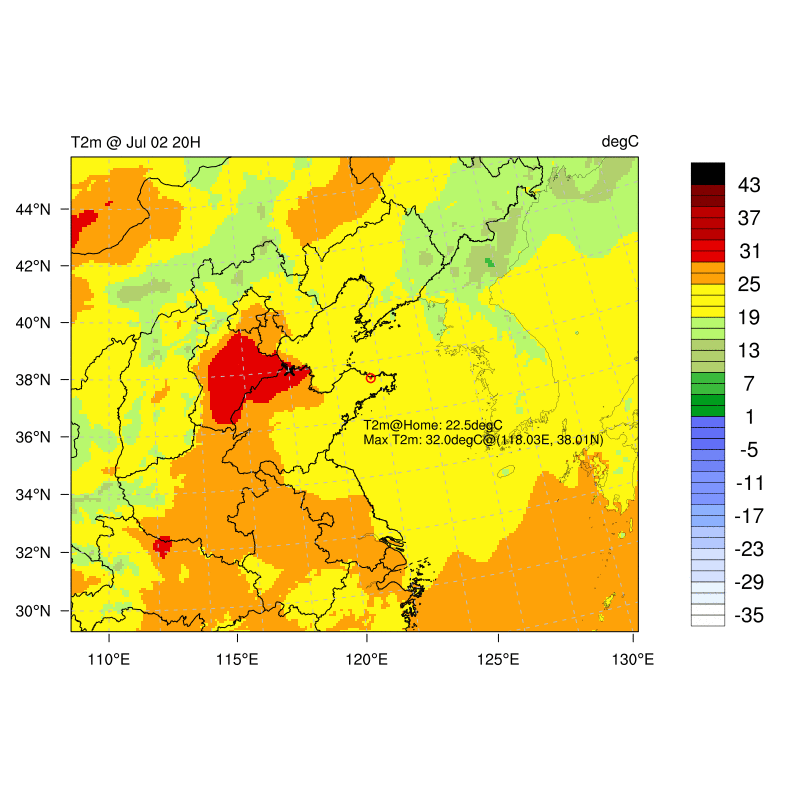 T2m @ Jul 02 20H
degC
44°N
42°N
40°N
38°N
36°N
34°N
32°N
30°N
110°E
115°E
120°E
125°E
130°E
T2m@Home: 22.5degC
Max T2m: 32.0degC@(118.03E, 38.01N)
43
37
31
25
19
13
7
1
-5
-11
-17
-23
-29
-35